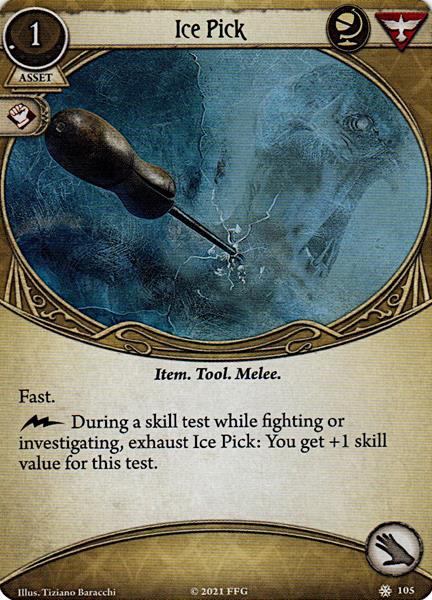 Ice Pick
1
ASSET
Item. Tool. Melee.
Fast.
During a skill test while fighting or
investigating, exhaust Ice Pick: You get +1 skill
value for this test.
Illus. Tiziano Baracchi
© 2021 FFG
105